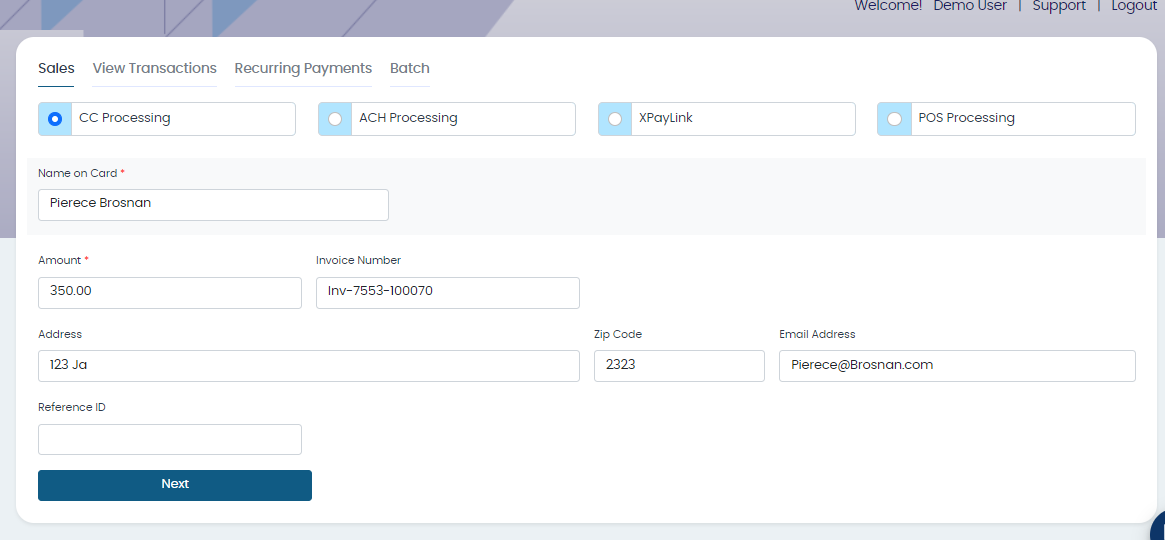 Welcome! Demo User | Support | Logout
Sales View Transactions Recurring Payments Batch
CC Processing ACH Processing XPayLink POS Processing
Name on Card *
Pierece Brosnan
Amount * Invoice Number
350.00 Inv-7553-100070
Address Zip Code Email Address
123 Ja 2323 Pierece@Brosnan.com
Reference ID
Next